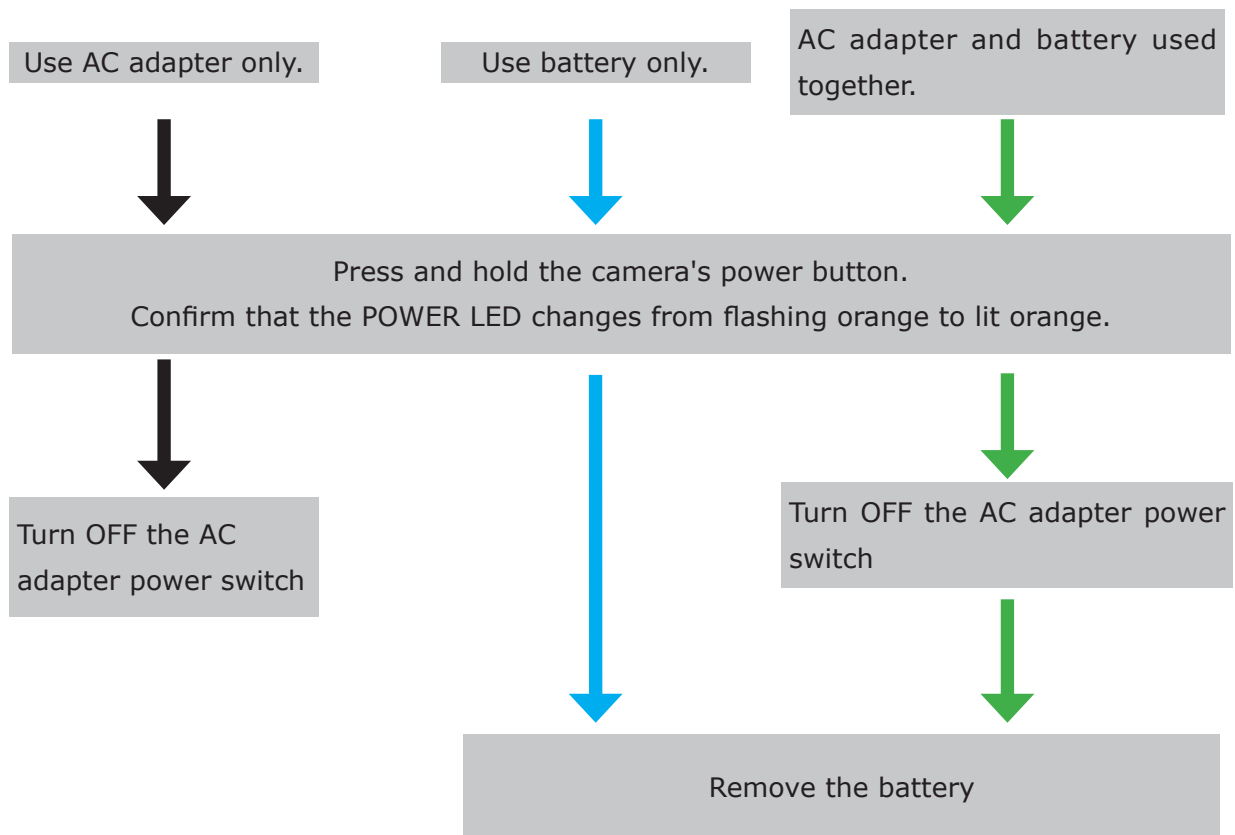 Use AC adapter only.
Use battery only.
AC adapter and battery used
together.
Press and hold the camera's power button.
Confirm that the POWER LED changes from flashing orange to lit orange.
Turn OFF the AC
adapter power switch
Turn OFF the AC adapter power
switch
Remove the battery